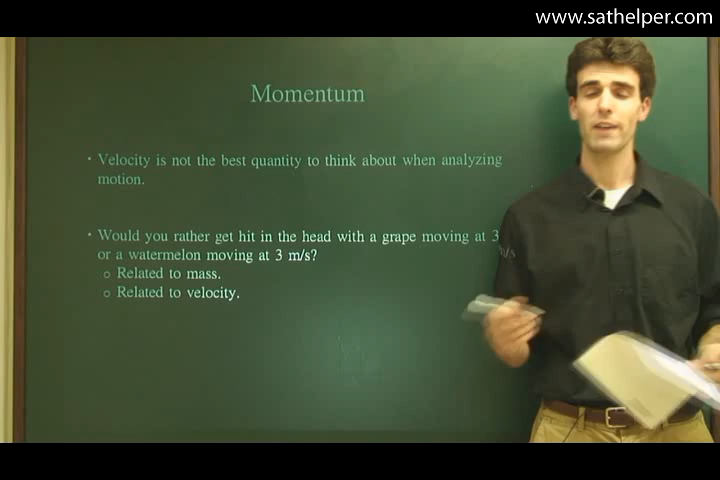 www.sathelper.com
Momentum
• Velocity is not the best quantity to think about when analyzing
motion.
• Would you rather get hit in the head with a grape moving at 3 m/s
or a watermelon moving at 3 m/s?
o Related to mass.
o Related to velocity.